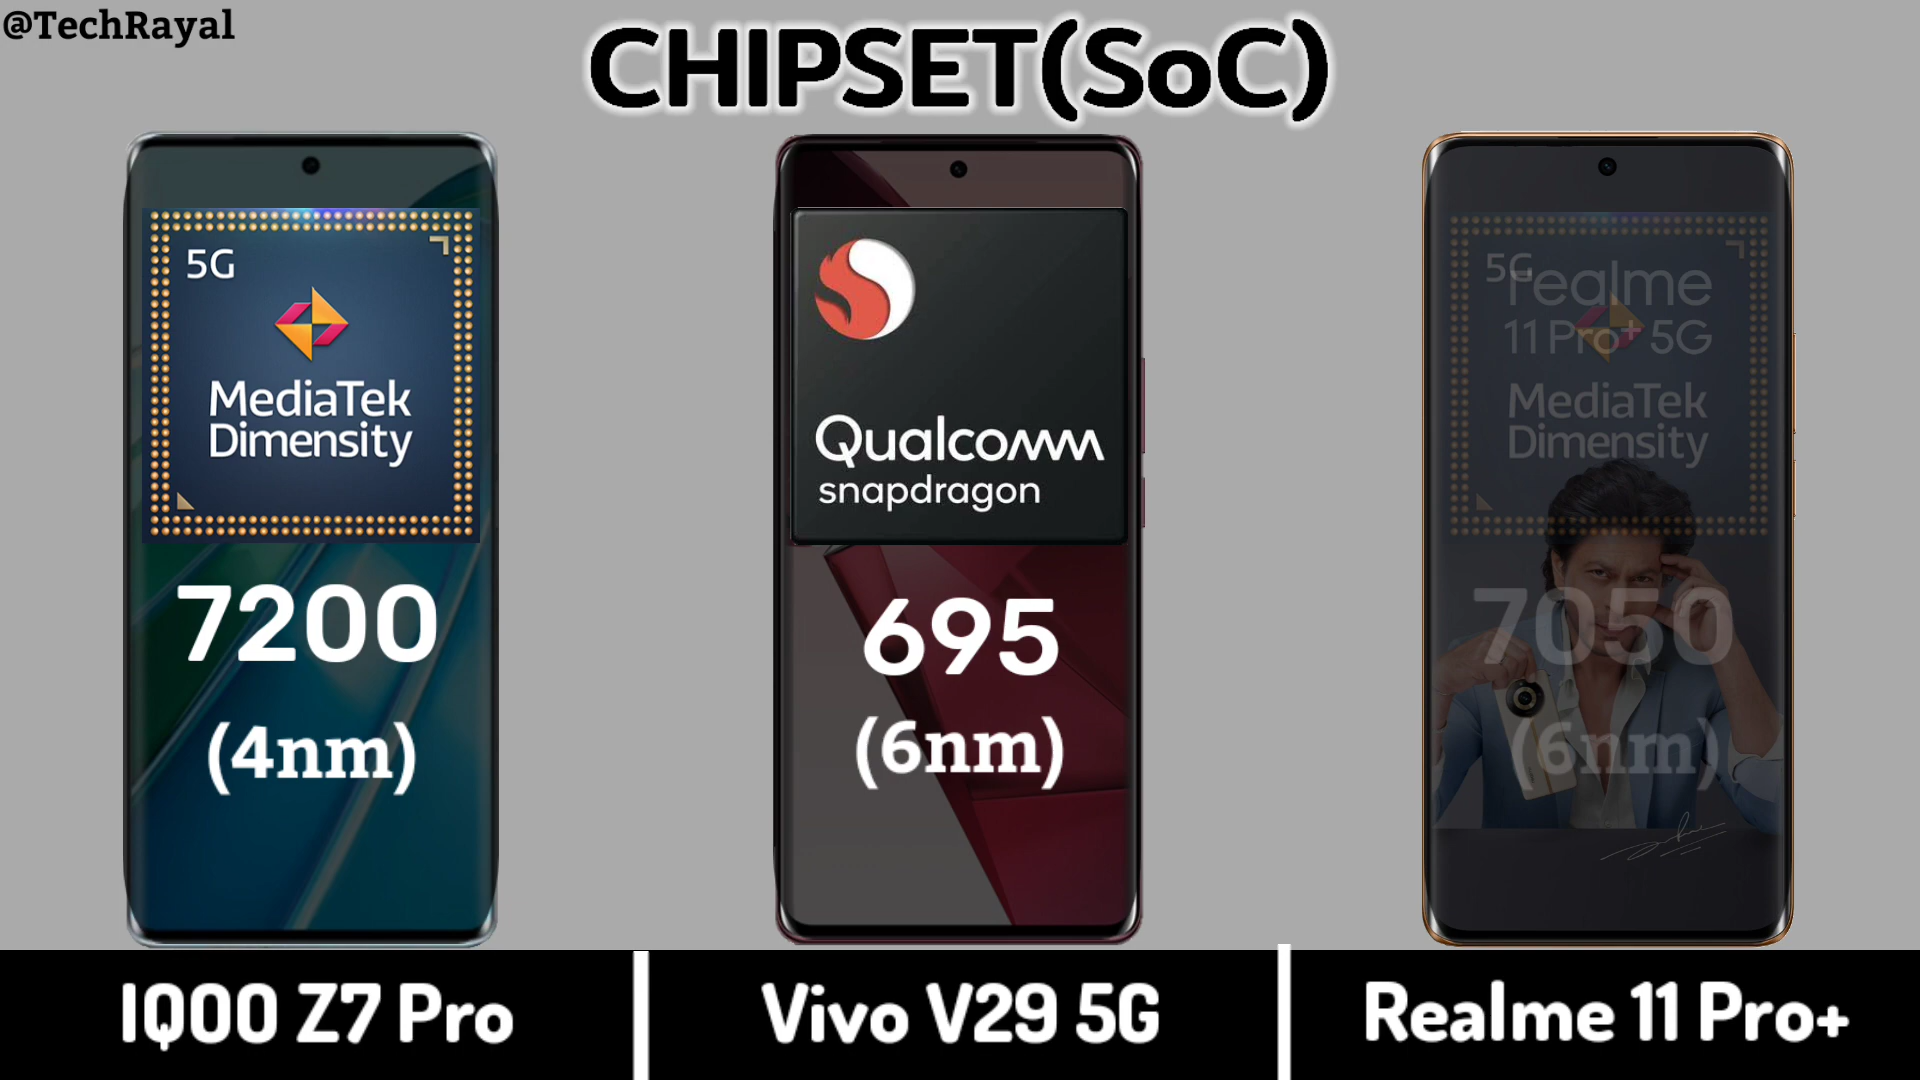 @TechRayal
CHIPSET(SoC)
5G
MediaTek
Dimensity
7200
(4nm)
Qualcomm
snapdragon
695
(6nm)
5G
realme
11 Pro+ 5G
MediaTek
Dimensity
7050
(6nm)
IQOO Z7 Pro
Vivo V29 5G
Realme 11 Pro+